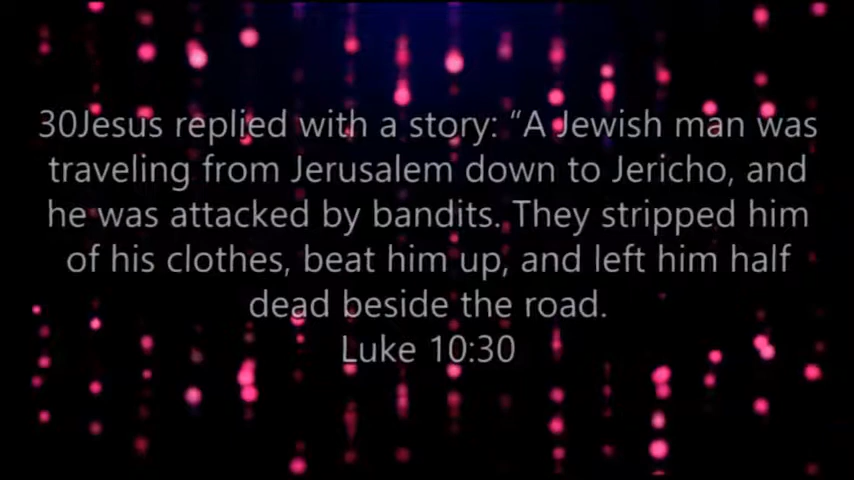 30Jesus replied with a story: “A Jewish man was
traveling from Jerusalem down to Jericho, and
he was attacked by bandits. They stripped him
of his clothes, beat him up, and left him half
dead beside the road.
Luke 10:30